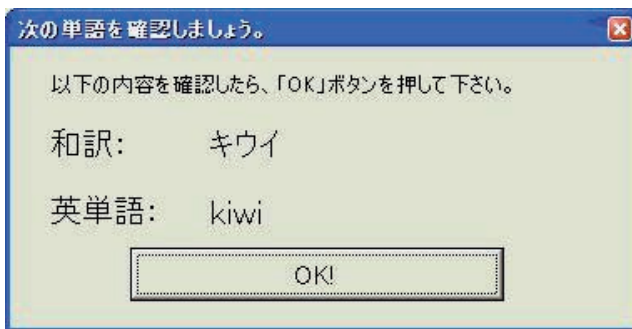 次の単語を確認しましょう。
以下の内容を確認したら、「OK」ボタンを押して下さい。
和訳: キウイ
英単語: kiwi
OK!